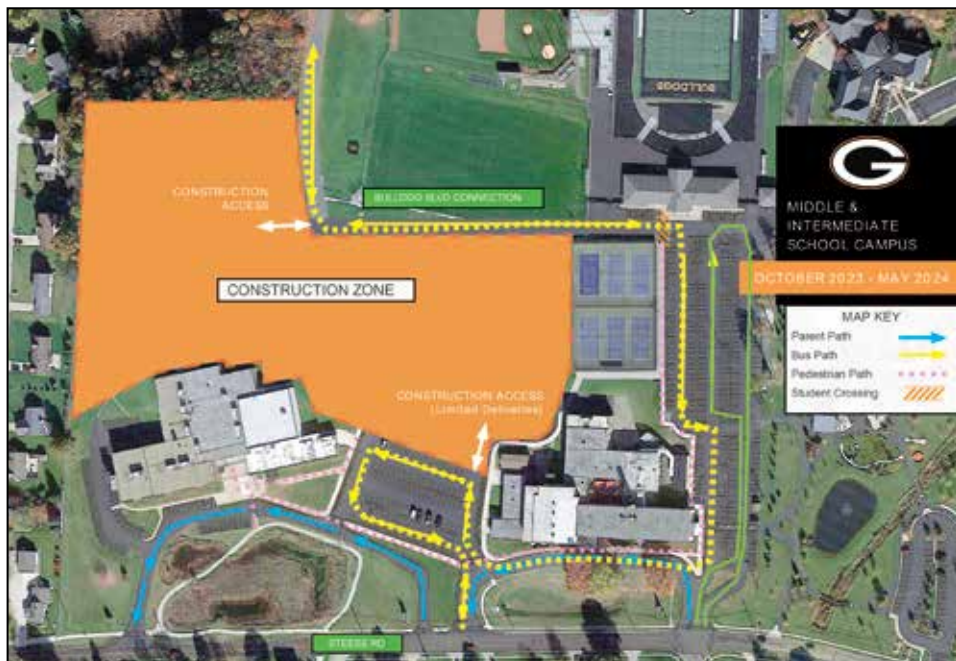 BULLDOGS
CONSTRUCTION
ACCESS
BULLDOG BLVD CONNECTION
G
MIDDLE &
INTERMEDIATE
SCHOOL CAMPUS
OCTOBER 2023 - MAY 2024
CONSTRUCTION ZONE
MAP KEY
Parent Path
Bus Path
Pedestrian Path
Student Crossing
CONSTRUCTION ACCESS
(Limited Deliveries)
STEESE RD